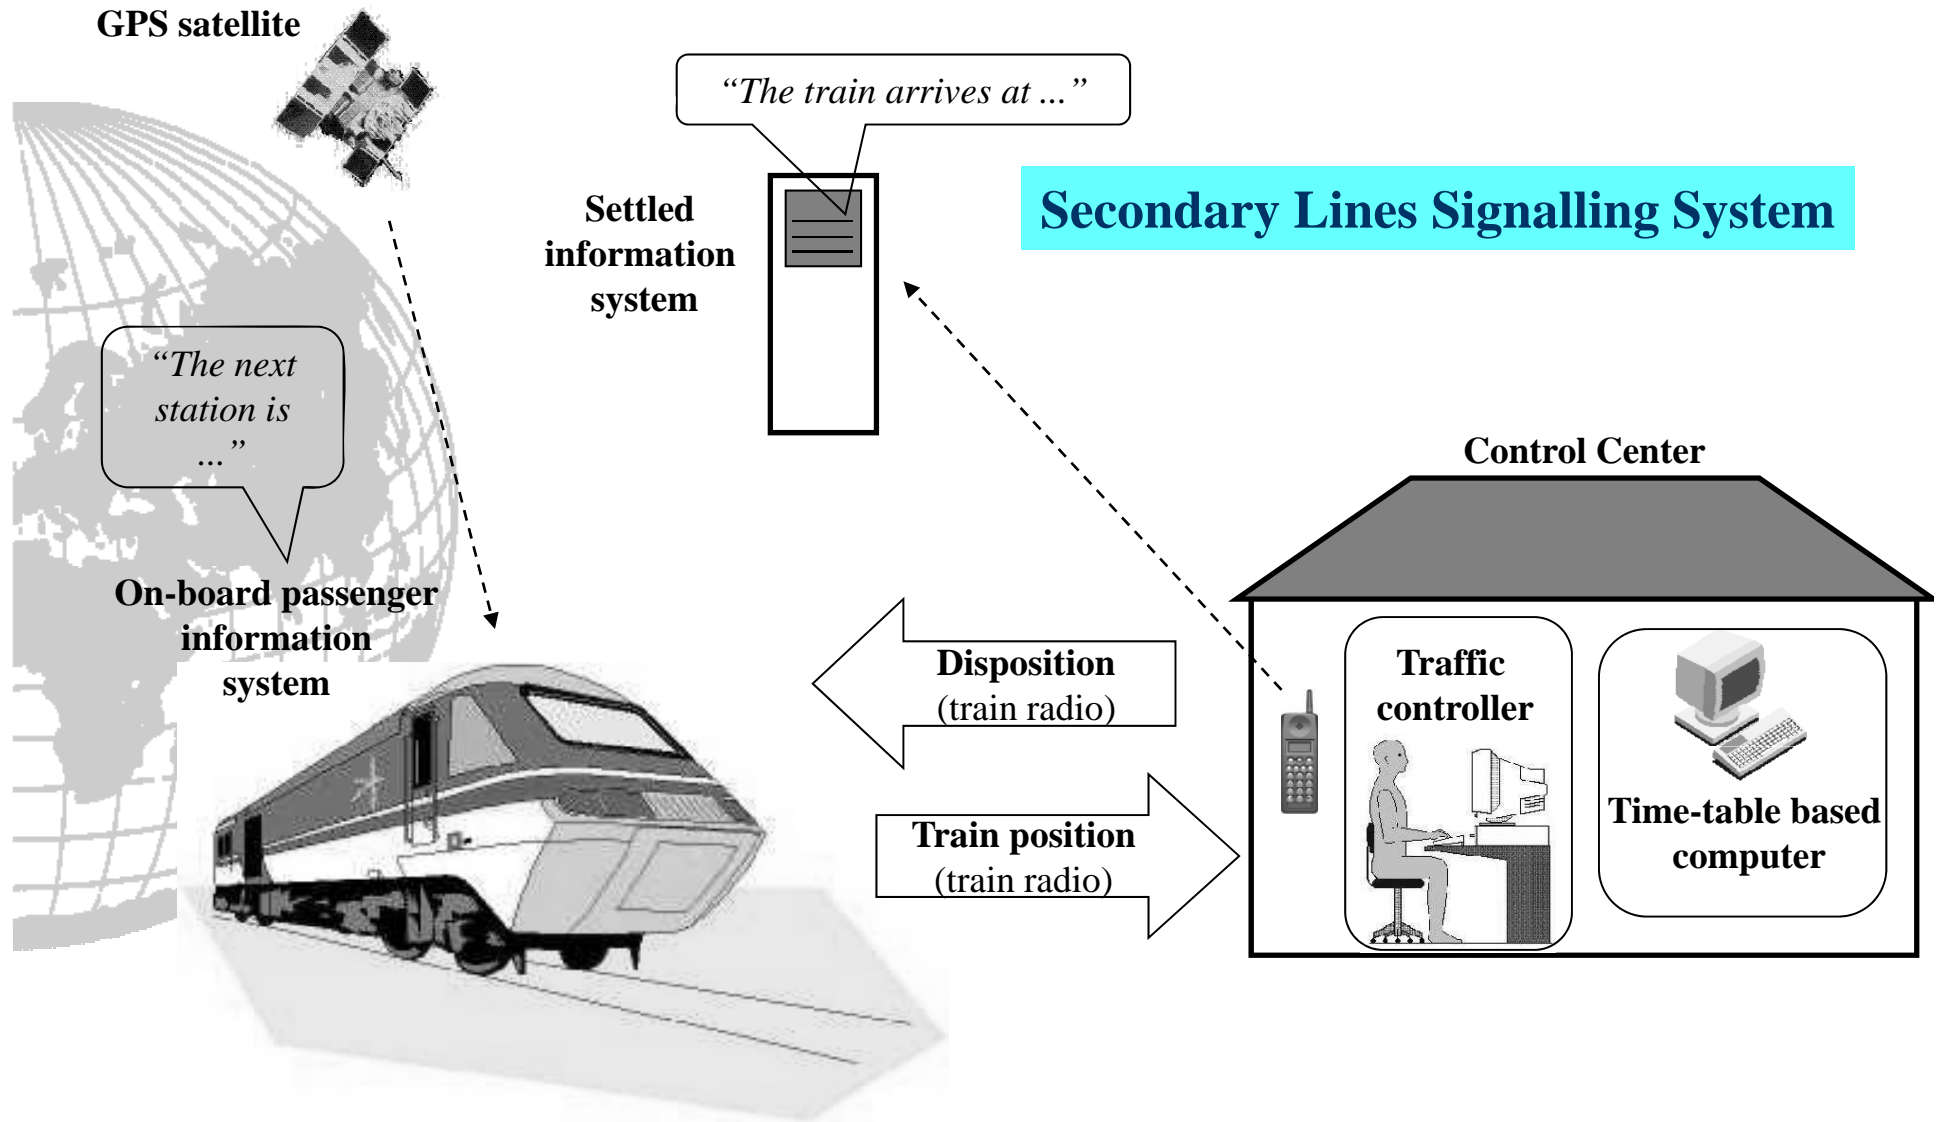 GPS satellite
“The train arrives at ...”
Settled
information
system
Secondary Lines Signalling System
“The next
station is
...”
On-board passenger
information
system
Control Center
Disposition
(train radio)
Train position
(train radio)
Traffic
controller
Time-table based
computer